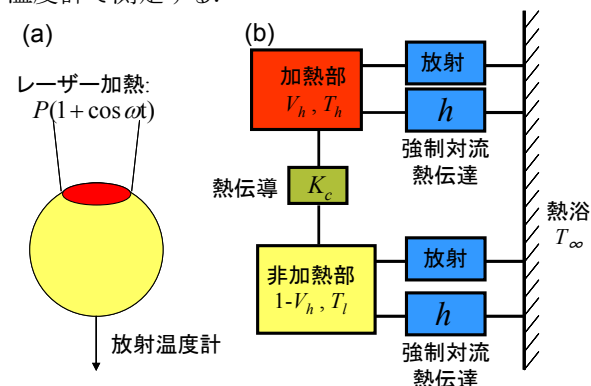 温度計で測定する.
(a)
レーザー加熱:
P(1+cosωt)
放射温度計
(b)
加熱部
V_h , T_h
放射
h
強制対流
熱伝達
熱伝導
K_c
熱浴
T_∞
非加熱部
1-V_h , T_l
放射
h
強制対流
熱伝達